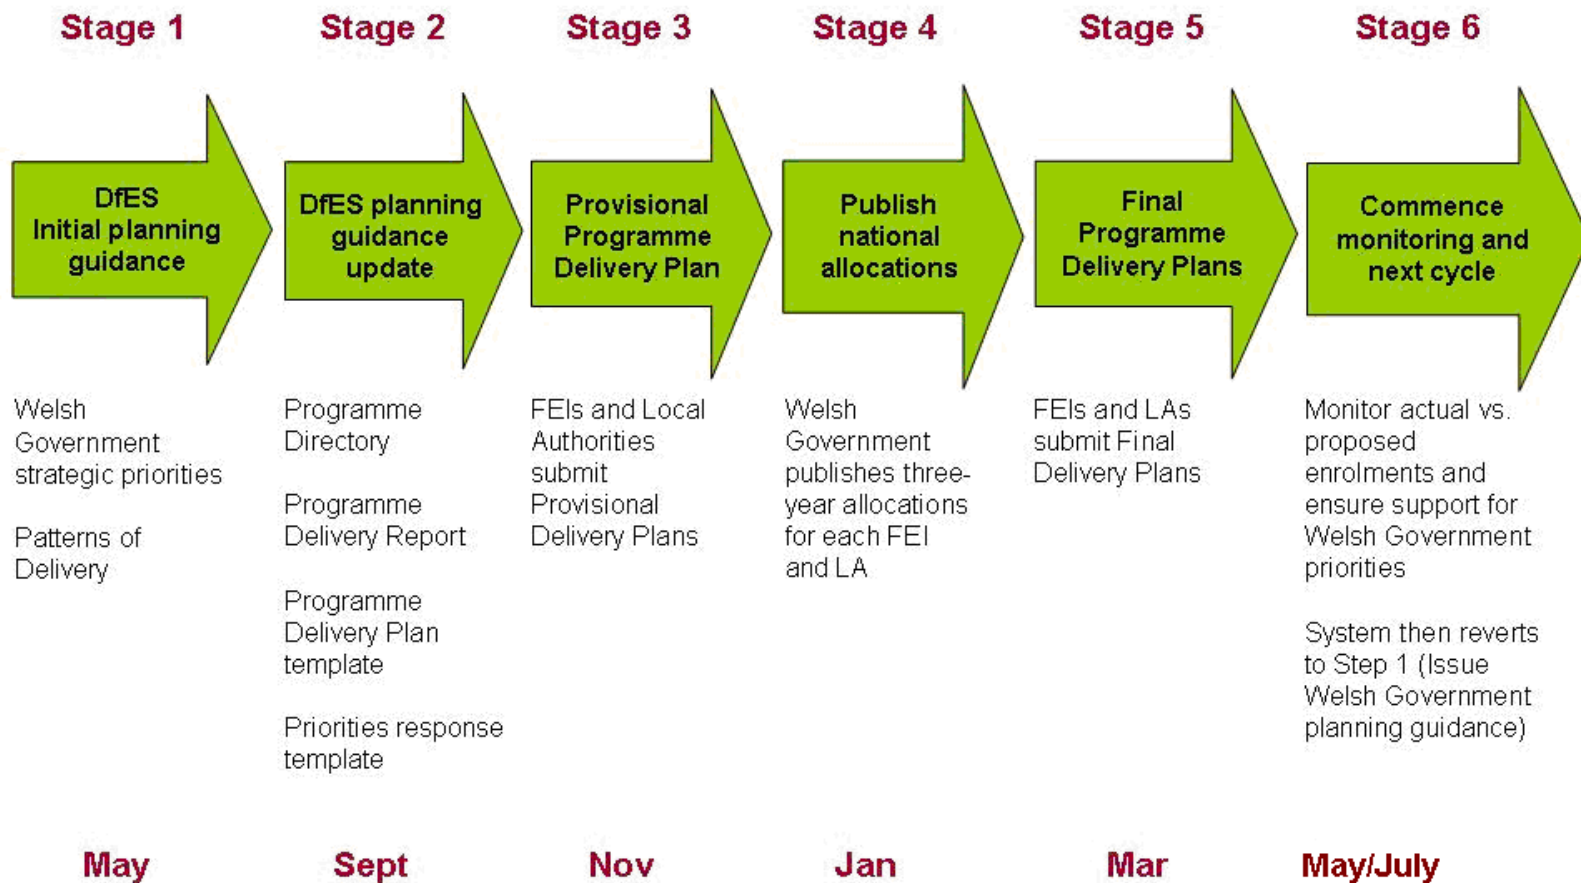 Stage 1
Stage 2
Stage 3
Stage 4
Stage 5
Stage 6
DfES
Initial planning
guidance
DfES planning
guidance
update
Provisional
Programme
Delivery Plan
Publish
national
allocations
Final
Programme
Delivery Plans
Commence
monitoring and
next cycle
Welsh
Government
strategic priorities
Patterns of
Delivery
Programme
Directory
Programme
Delivery Report
Programme
Delivery Plan
template
Priorities response
template
FEIs and Local
Authorities
submit
Provisional
Delivery Plans
Welsh
Government
publishes three-
year allocations
for each FEI
and LA
FEIs and LAs
submit Final
Delivery Plans
Monitor actual vs.
proposed
enrolments and
ensure support for
Welsh Government
priorities
System then reverts
to Step 1 (Issue
Welsh Government
planning guidance)
May
Sept
Nov
Jan
Mar
May/July